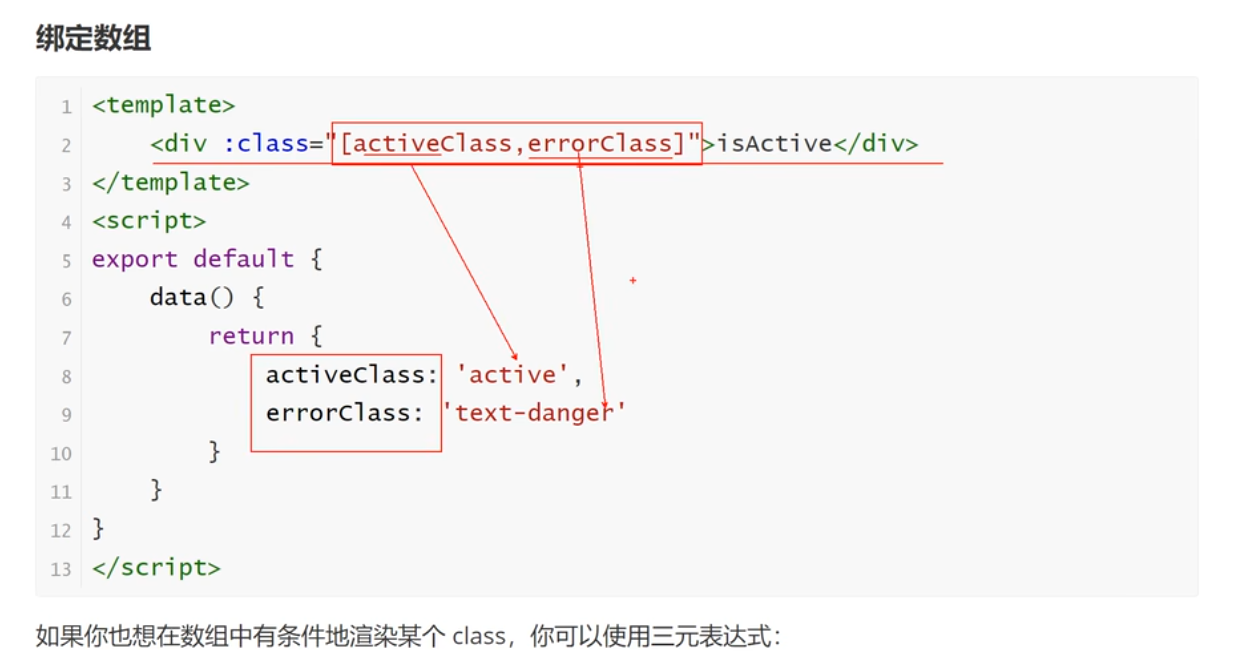 绑定数组
1 <template>
2     <div :class="[activeClass,errorClass]">isActive</div>
3 </template>
4 <script>
5 export default {
6     data() {
7         return {
8             activeClass: 'active',
9             errorClass: 'text-danger'
10         }
11     }
12 }
13 </script>
如果你也想在数组中有条件地渲染某个 class，你可以使用三元表达式：